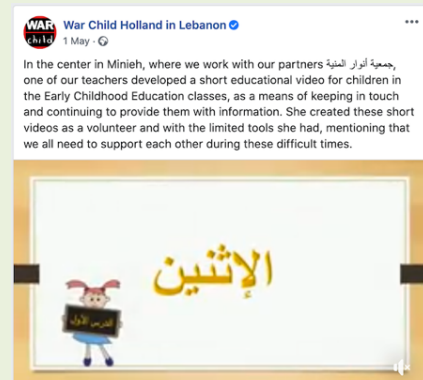 WAR
child
War Child Holland in Lebanon
1 May
In the center in Minieh, where we work with our partners جمعية أنوار المنية,
one of our teachers developed a short educational video for children in
the Early Childhood Education classes, as a means of keeping in touch
and continuing to provide them with information. She created these short
videos as a volunteer and with the limited tools she had, mentioning that
we all need to support each other during these difficult times.
الإثنين
الدرس الأول